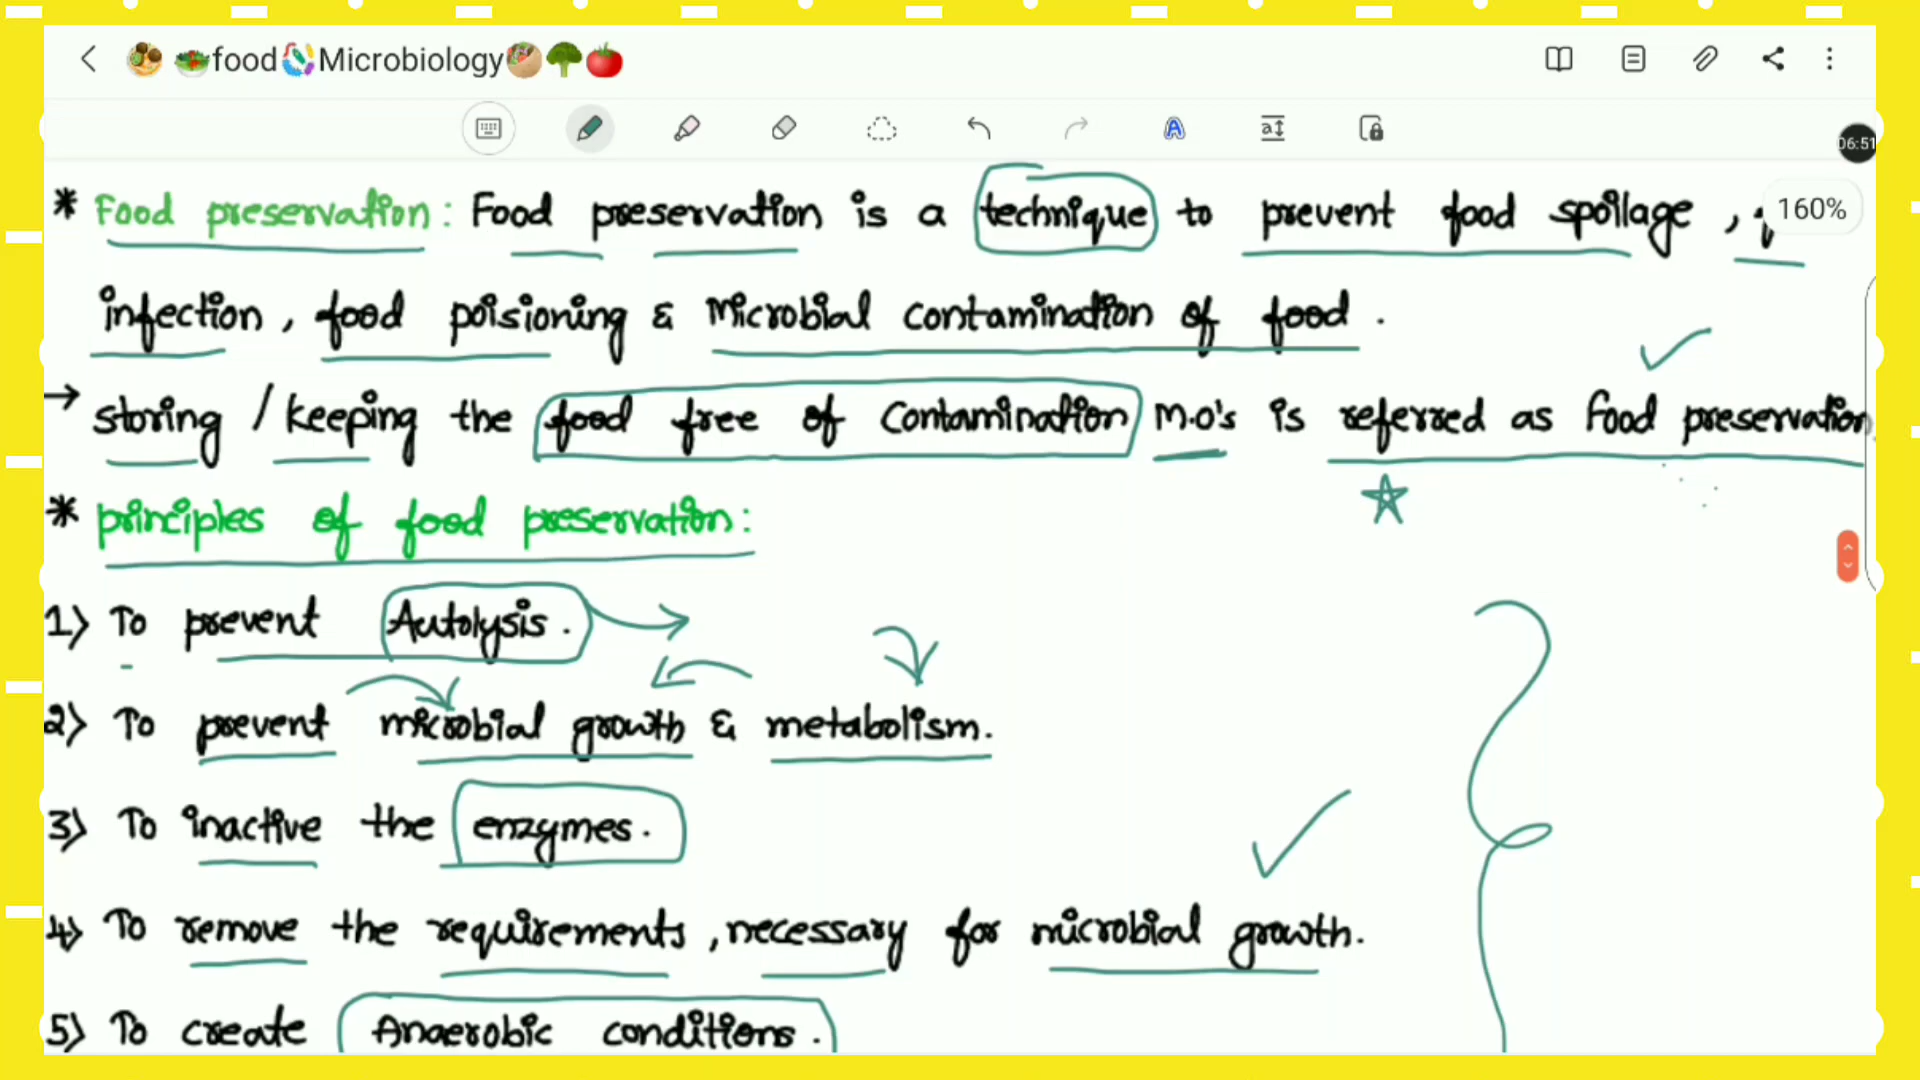 food Microbiology
06:51
160%
* Food preservation: Food preservation is a technique to prevent food spoilage,
infection, food poisioning & Microbial contamination of food.
→ storing / keeping the food free of Contamination M.O's is referred as food preservation
* principles of food preservation:
1) To prevent Autolysis.
2) To prevent microbial growth & metabolism.
3) To inactive the enzymes.
4) To remove the requirements, necessary for microbial growth.
5) To create Anaerobic conditions.